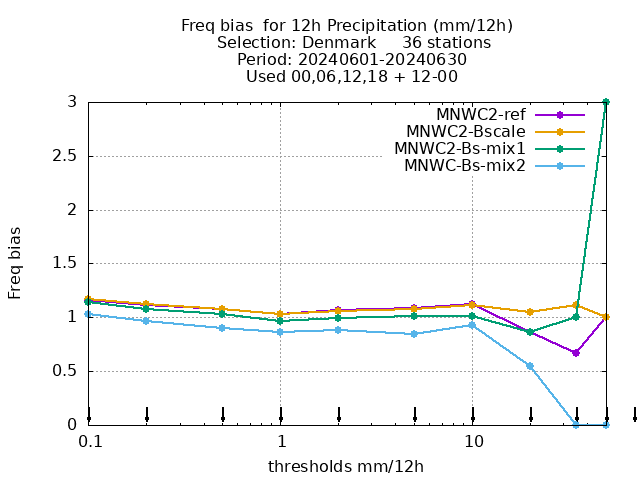 Freq bias  for 12h Precipitation (mm/12h)
Selection: Denmark     36 stations
Period: 20240601-20240630
Used 00,06,12,18 + 12-00
MNWC2-ref
MNWC2-Bscale
MNWC2-Bs-mix1
MNWC-Bs-mix2
Freq bias
3
2.5
2
1.5
1
0.5
0
0.1 1 10
thresholds mm/12h